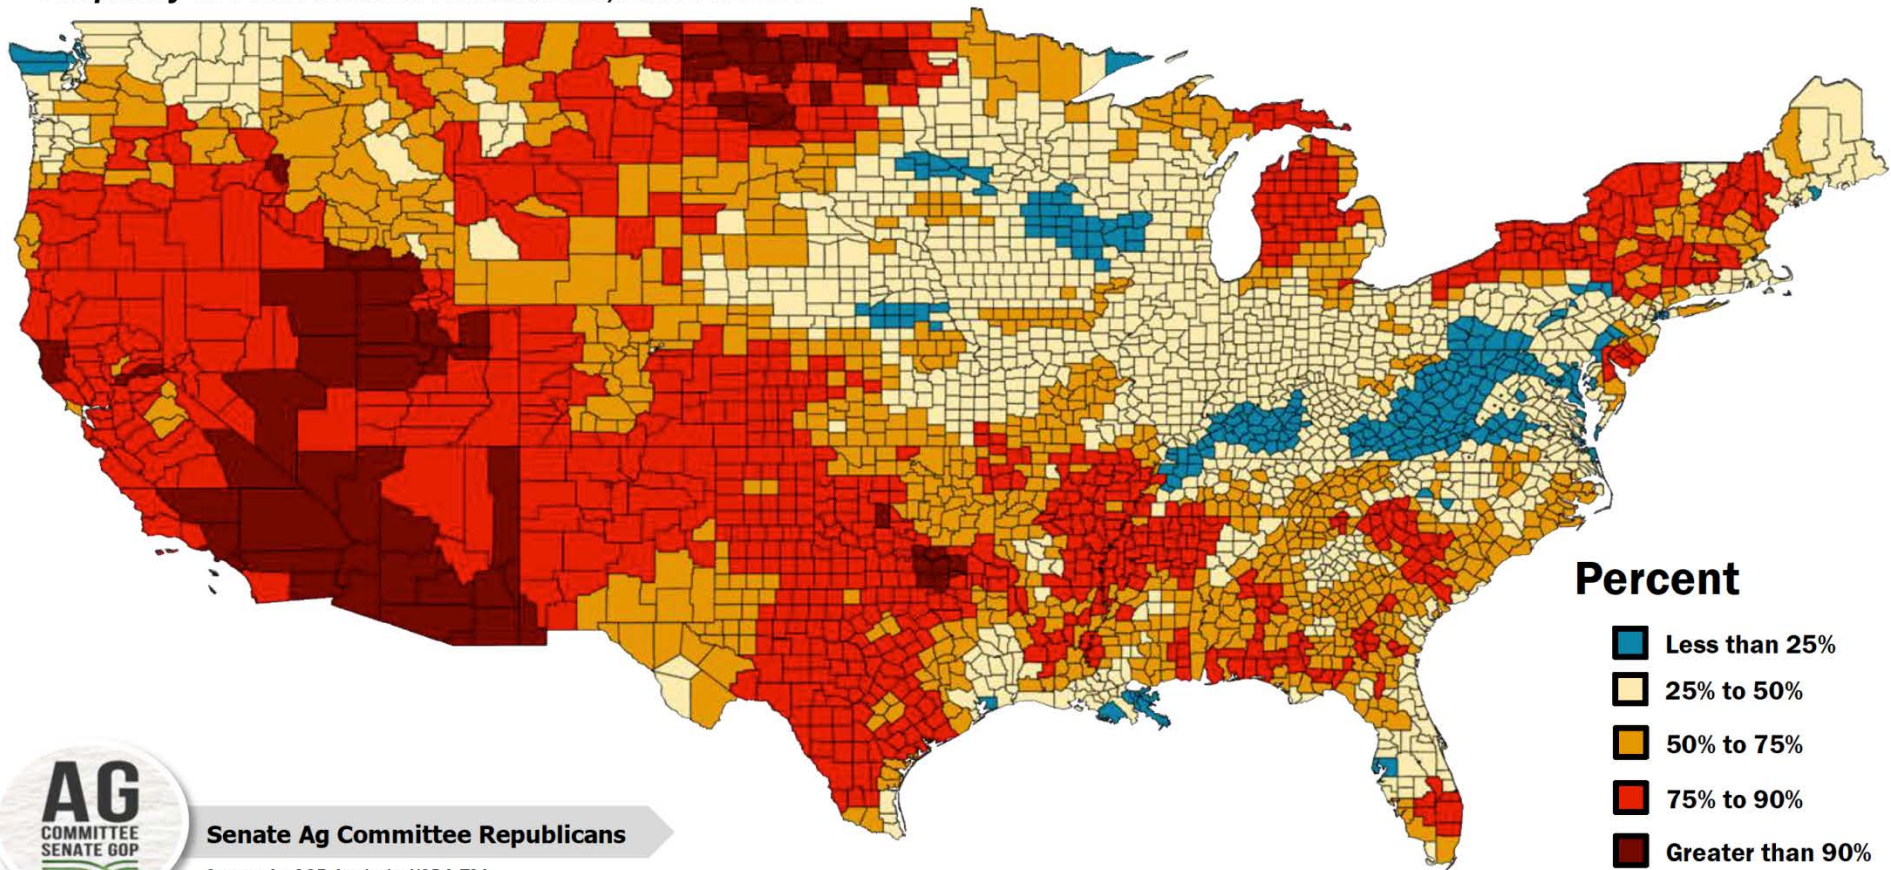 Percent
Less than 25%
25% to 50%
50% to 75%
75% to 90%
Greater than 90%
AG
COMMITTEE
SENATE GOP
Senate Ag Committee Republicans